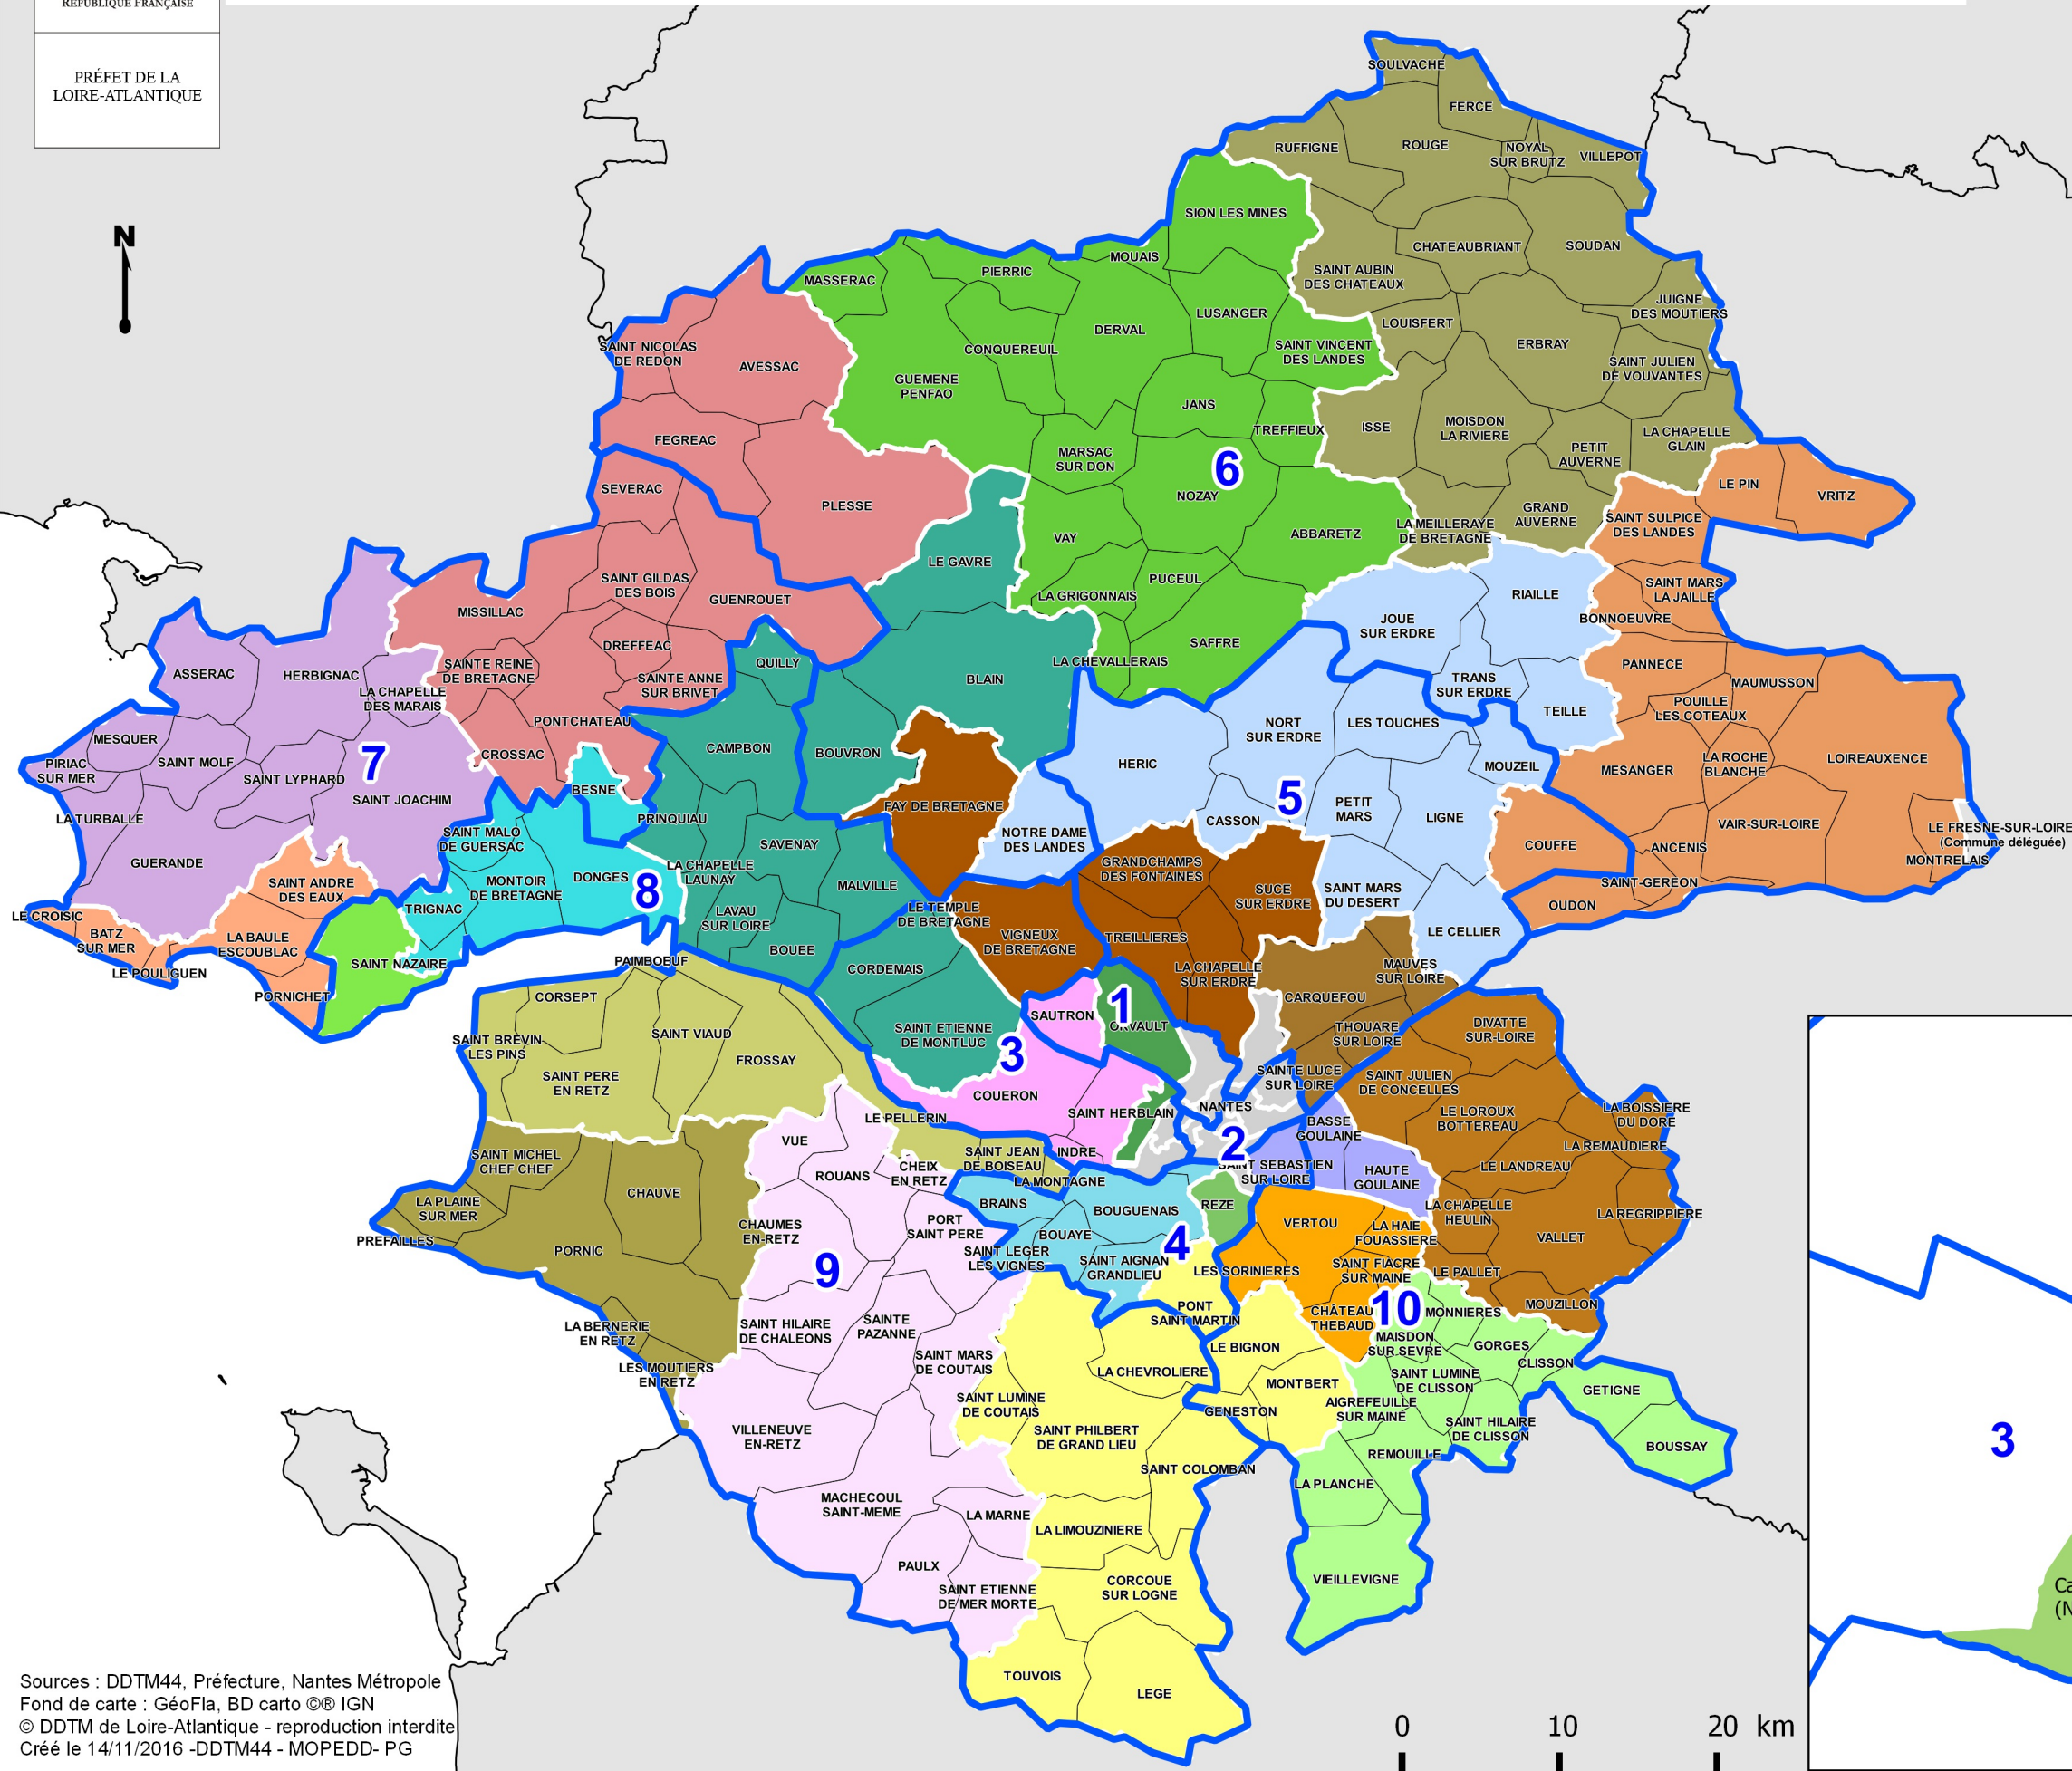 RÉPUBLIQUE FRANÇAISE
PRÉFET DE LA
LOIRE-ATLANTIQUE
N
SOULVACHE
FERCE
RUFFIGNE
ROUGE
NOYAL
SUR BRUTZ
VILLEPOT
SION LES MINES
CHATEAUBRIANT
SOUDAN
MOUAIS
PIERRIC
MASSERAC
SAINT AUBIN
DES CHATEAUX
JUIGNE
DES MOUTIERS
LUSANGER
LOUISFERT
DERVAL
ERBRAY
SAINT NICOLAS
DE REDON
AVESSAC
CONQUEREUIL
SAINT VINCENT
DES LANDES
SAINT JULIEN
DE VOUVANTES
GUEMENE
PENFAO
JANS
TREFFIEUX
ISSE
MOISDON
LA RIVIERE
LA CHAPELLE
GLAIN
FEGREAC
MARSAC
SUR DON
PETIT
AUVERNE
6
SEVERAC
PLESSE
NOZAY
LE PIN
VRITZ
GRAND
AUVERNE
LA MEILLERAYE
DE BRETAGNE
SAINT SULPICE
DES LANDES
VAY
ABBARETZ
LE GAVRE
SAINT GILDAS
DES BOIS
GUENROUET
PUCEUL
LA GRIGONNAIS
RIAILLE
SAINT MARS
LA JAILLE
MISSILLAC
JOUE
SUR ERDRE
BONNOEUVRE
DREFFEAC
SAFFRE
QUILLY
LA CHEVALLERAIS
PANNECE
ASSERAC
HERBIGNAC
SAINTE REINE
DE BRETAGNE
SAINTE ANNE
SUR BRIVET
BLAIN
TRANS
SUR ERDRE
MAUMUSSON
LA CHAPELLE
DES MARAIS
TEILLE
POUILLE
LES COTEAUX
PONTCHATEAU
NORT
SUR ERDRE
LES TOUCHES
MESQUER
CAMPBON
BOUVRON
CROSSAC
PIRIAC
SUR MER
SAINT MOLF
7
SAINT LYPHARD
HERIC
MOUZEIL
MESANGER
LA ROCHE
BLANCHE
LOIREAUXENCE
BESNE
SAINT JOACHIM
FAY DE BRETAGNE
5
PETIT
MARS
LIGNE
LA TURBALLE
PRINQUIAU
CASSON
VAIR-SUR-LOIRE
LE FRESNE-SUR-LOIRE
(Commune déléguée)
SAINT MALO
DE GUERSAC
SAVENAY
NOTRE DAME
DES LANDES
COUFFE
ANCENIS
GUERANDE
MONTRELAIS
LA CHAPELLE
LAUNAY
GRANDCHAMPS
DES FONTAINES
SAINT ANDRE
DES EAUX
MONTOIR
DE BRETAGNE
DONGES
8
MALVILLE
SUCE
SUR ERDRE
SAINT MARS
DU DESERT
SAINT-GEREON
OUDON
TRIGNAC
LE CROISIC
LAVAU
SUR LOIRE
LE TEMPLE
DE BRETAGNE
BATZ
SUR MER
LA BAULE
ESCOUBLAC
VIGNEUX
DE BRETAGNE
TREILLIERES
LE CELLIER
BOUEE
LE POULIGUEN
SAINT NAZAIRE
PAIMBOEUF
CORDEMAIS
LA CHAPELLE
SUR ERDRE
MAUVES
SUR LOIRE
PORNICHET
CORSEPT
CARQUEFOU
1
SAUTRON
ORVAULT
SAINT VIAUD
SAINT ETIENNE
DE MONTLUC
THOUARE
SUR LOIRE
DIVATTE
SUR-LOIRE
SAINT BREVIN
LES PINS
3
FROSSAY
SAINT PERE
EN RETZ
SAINTE LUCE
SUR LOIRE
SAINT JULIEN
DE CONCELLES
COUERON
NANTES
LE PELLERIN
SAINT HERBLAIN
LE LOROUX
BOTTEREAU
LA BOISSIERE
DU DORE
VUE
BASSE
GOULAINE
2
LA REMAUDIERE
SAINT MICHEL
CHEF CHEF
SAINT JEAN
DE BOISEAU
INDRE
ROUANS
CHEIX
EN RETZ
SAINT SEBASTIEN
SUR LOIRE
HAUTE
GOULAINE
LE LANDREAU
LA MONTAGNE
CHAUVE
LA PLAINE
SUR MER
BRAINS
BOUGUENAIS
REZE
LA CHAPELLE
HEULIN
LA REGRIPPIERE
CHAUMES
EN-RETZ
PORT
SAINT PERE
VERTOU
LA HAIE
FOUASSIERE
PREFAILLES
BOUAYE
VALLET
PORNIC
SAINT LEGER
LES VIGNES
4
SAINT AIGNAN
GRANDLIEU
LES SORINIERES
SAINT FIACRE
SUR MAINE
LE PALLET
9
MOUZILLON
PONT
SAINT MARTIN
CHÂTEAU
THEBAUD
10
MONNIERES
LA BERNERIE
EN RETZ
SAINT HILAIRE
DE CHALEONS
SAINTE
PAZANNE
MAISDON
SUR SEVRE
GORGES
LE BIGNON
CLISSON
LES MOUTIERS
EN RETZ
SAINT MARS
DE COUTAIS
LA CHEVROLIERE
MONTBERT
SAINT LUMINE
DE CLISSON
GETIGNE
SAINT LUMINE
DE COUTAIS
GENESTON
AIGREFEUILLE
SUR MAINE
SAINT HILAIRE
DE CLISSON
VILLENEUVE
EN-RETZ
SAINT PHILBERT
DE GRAND LIEU
REMOUILLE
BOUSSAY
3
SAINT COLOMBAN
LA PLANCHE
MACHECOUL
SAINT-MEME
LA MARNE
LA LIMOUZINIERE
PAULX
SAINT ETIENNE
DE MER MORTE
CORCOUE
SUR LOGNE
VIEILLEVIGNE
Ca
(N
TOUVOIS
LEGE
Sources : DDTM44, Préfecture, Nantes Métropole
Fond de carte : GéoFla, BD carto ©® IGN
© DDTM de Loire-Atlantique - reproduction interdite
Créé le 14/11/2016 -DDTM44 - MOPEDD- PG
0 10 20 km